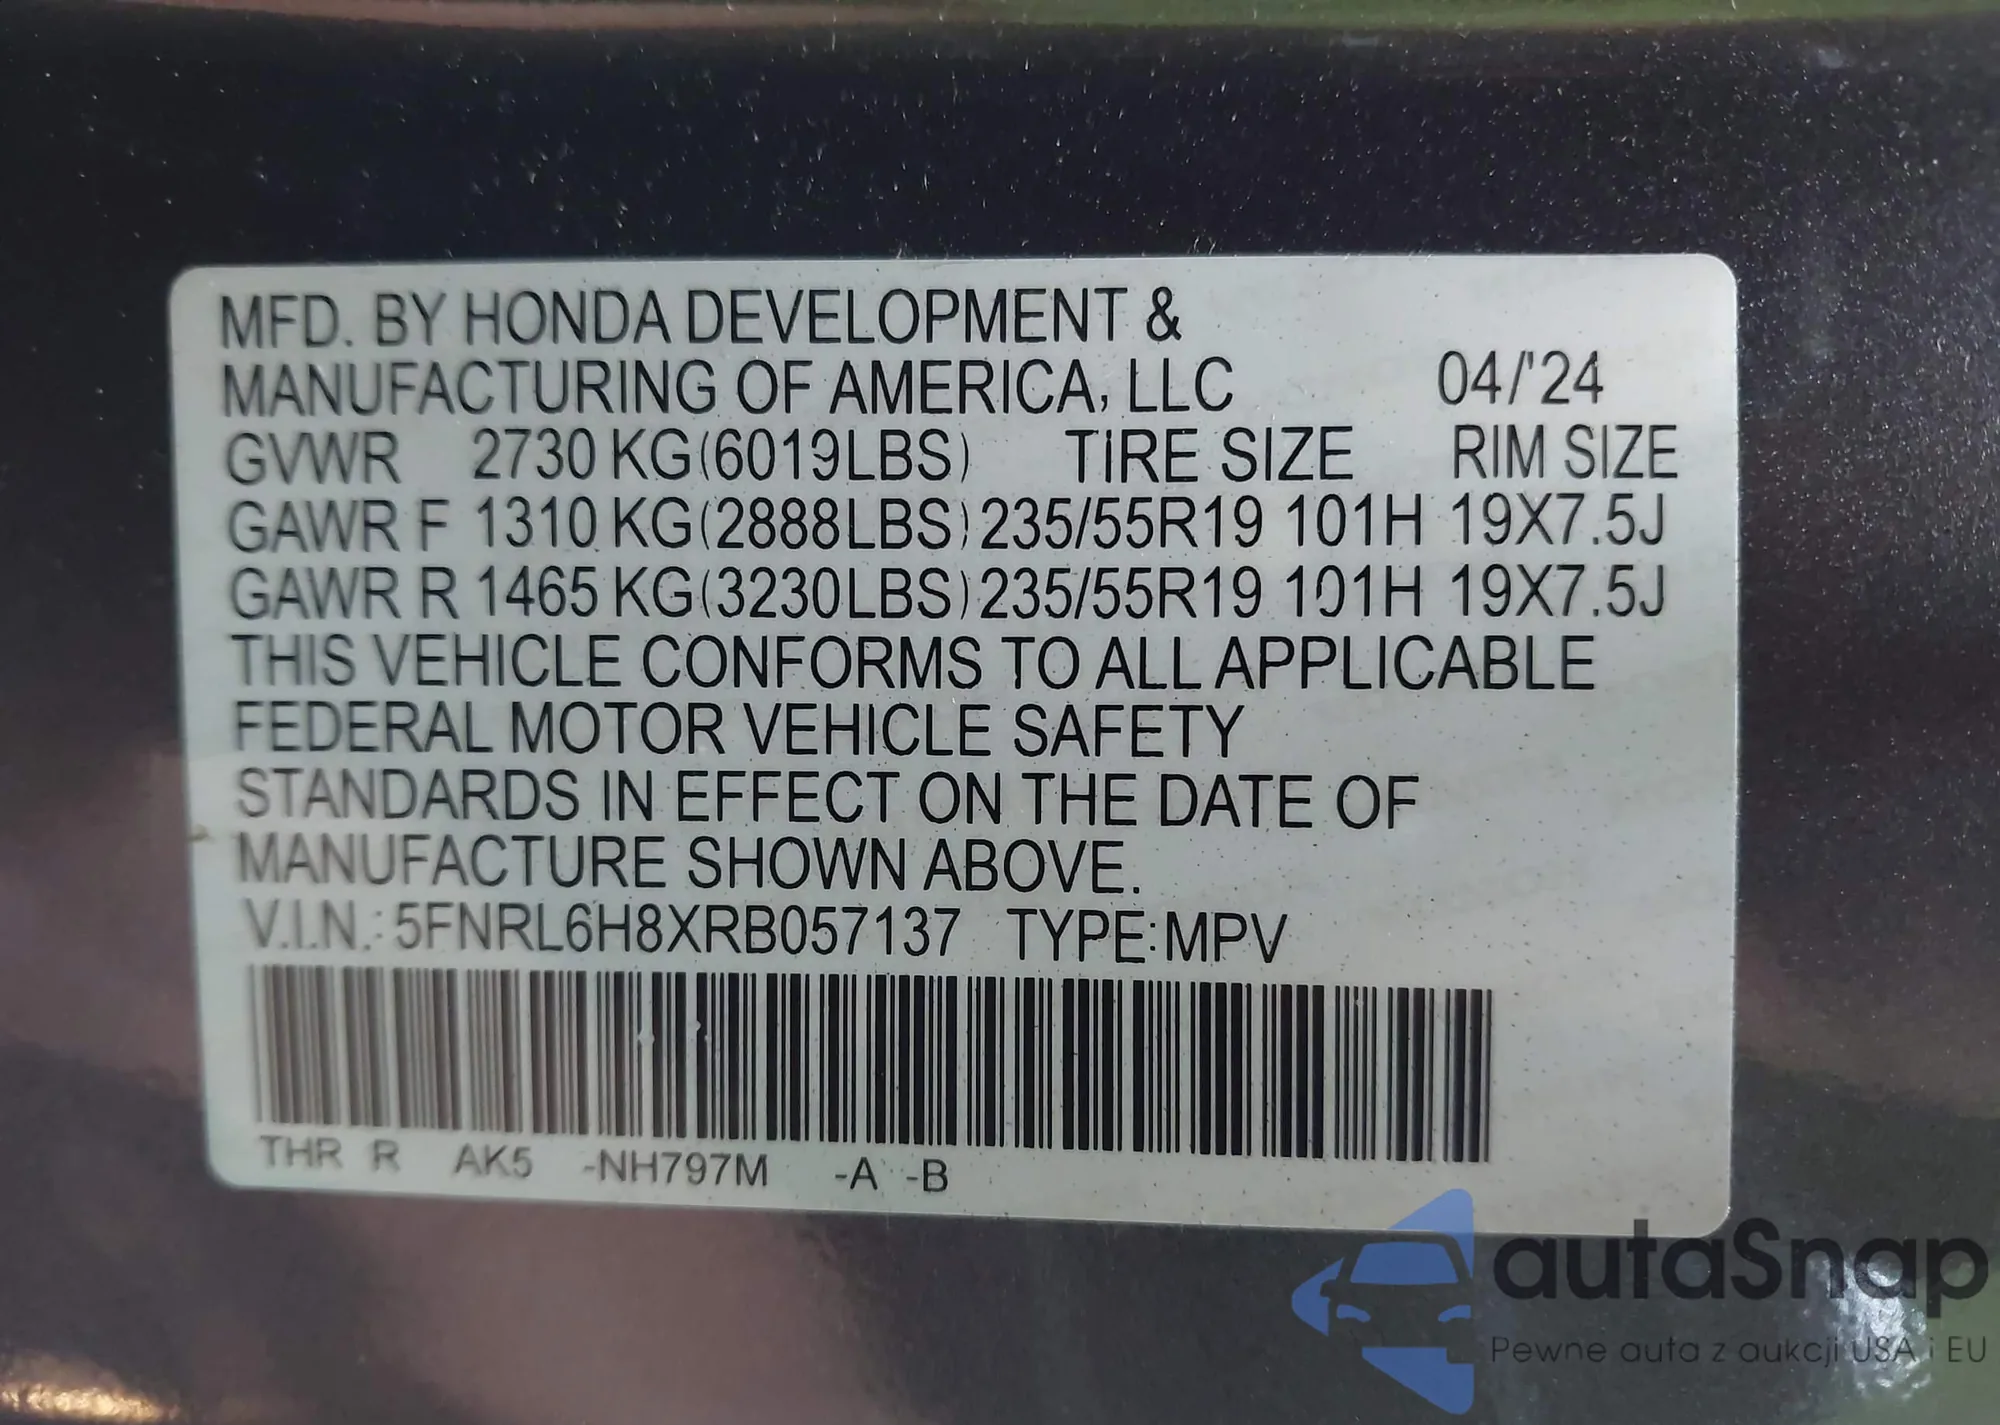 MFD. BY HONDA DEVELOPMENT &
MANUFACTURING OF AMERICA, LLC 04/'24
GVWR 2730 KG(6019LBS) TIRE SIZE RIM SIZE
GAWR F 1310 KG(2888LBS) 235/55R19 101H 19X7.5J
GAWR R 1465 KG(3230LBS) 235/55R19 101H 19X7.5J
THIS VEHICLE CONFORMS TO ALL APPLICABLE
FEDERAL MOTOR VEHICLE SAFETY
STANDARDS IN EFFECT ON THE DATE OF
MANUFACTURE SHOWN ABOVE.
V.I.N.: 5FNRL6H8XRB057137 TYPE:MPV
THR R AK5 -NH797M -A -B
autaSnap
Pewne auta z aukcji USA i EU